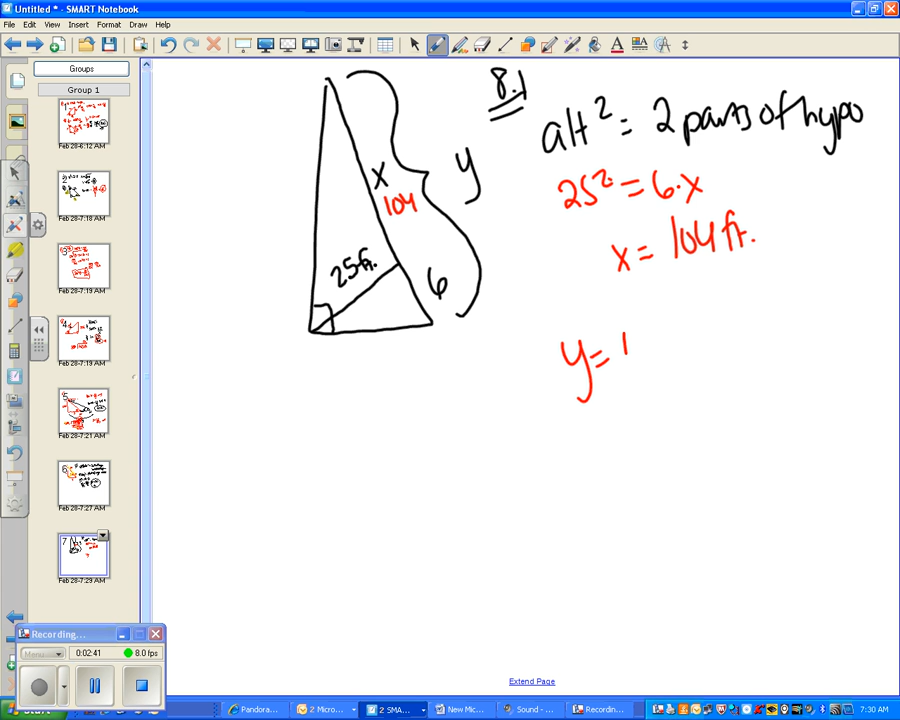 Untitled * - SMART Notebook
File Edit View Insert Format Draw Help
Groups
Group 1
Feb 28-6:12 AM
Feb 28-7:18 AM
Feb 28-7:19 AM
Feb 28-7:19 AM
Feb 28-7:21 AM
Feb 28-7:27 AM
Feb 28-7:29 AM
8.1
alt² = 2 parts of hypo
25² = 6·x
x = 104 ft.
y = 1
x
104
y
25 ft.
6
Extend Page
Recording...
Menu
0:02:41
8.0 fps
Pandora...
2 Micro...
2 SMA...
New Mic...
Sound - ...
Recordin...
7:30 AM